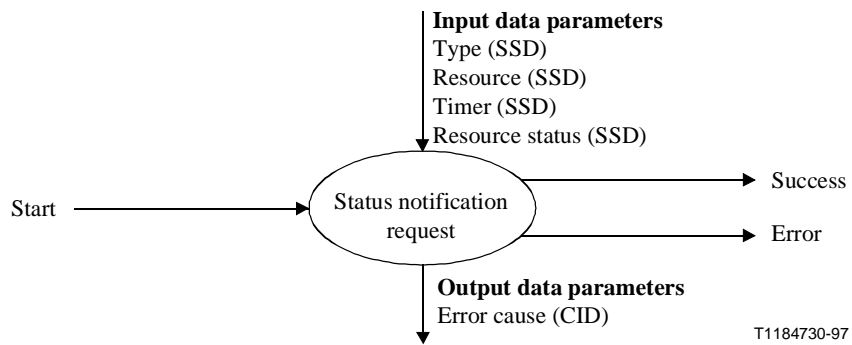 Input data parameters
Type (SSD)
Resource (SSD)
Timer (SSD)
Resource status (SSD)
Success
Start
Status notification
request
Error
Output data parameters
Error cause (CID)
T1184730-97